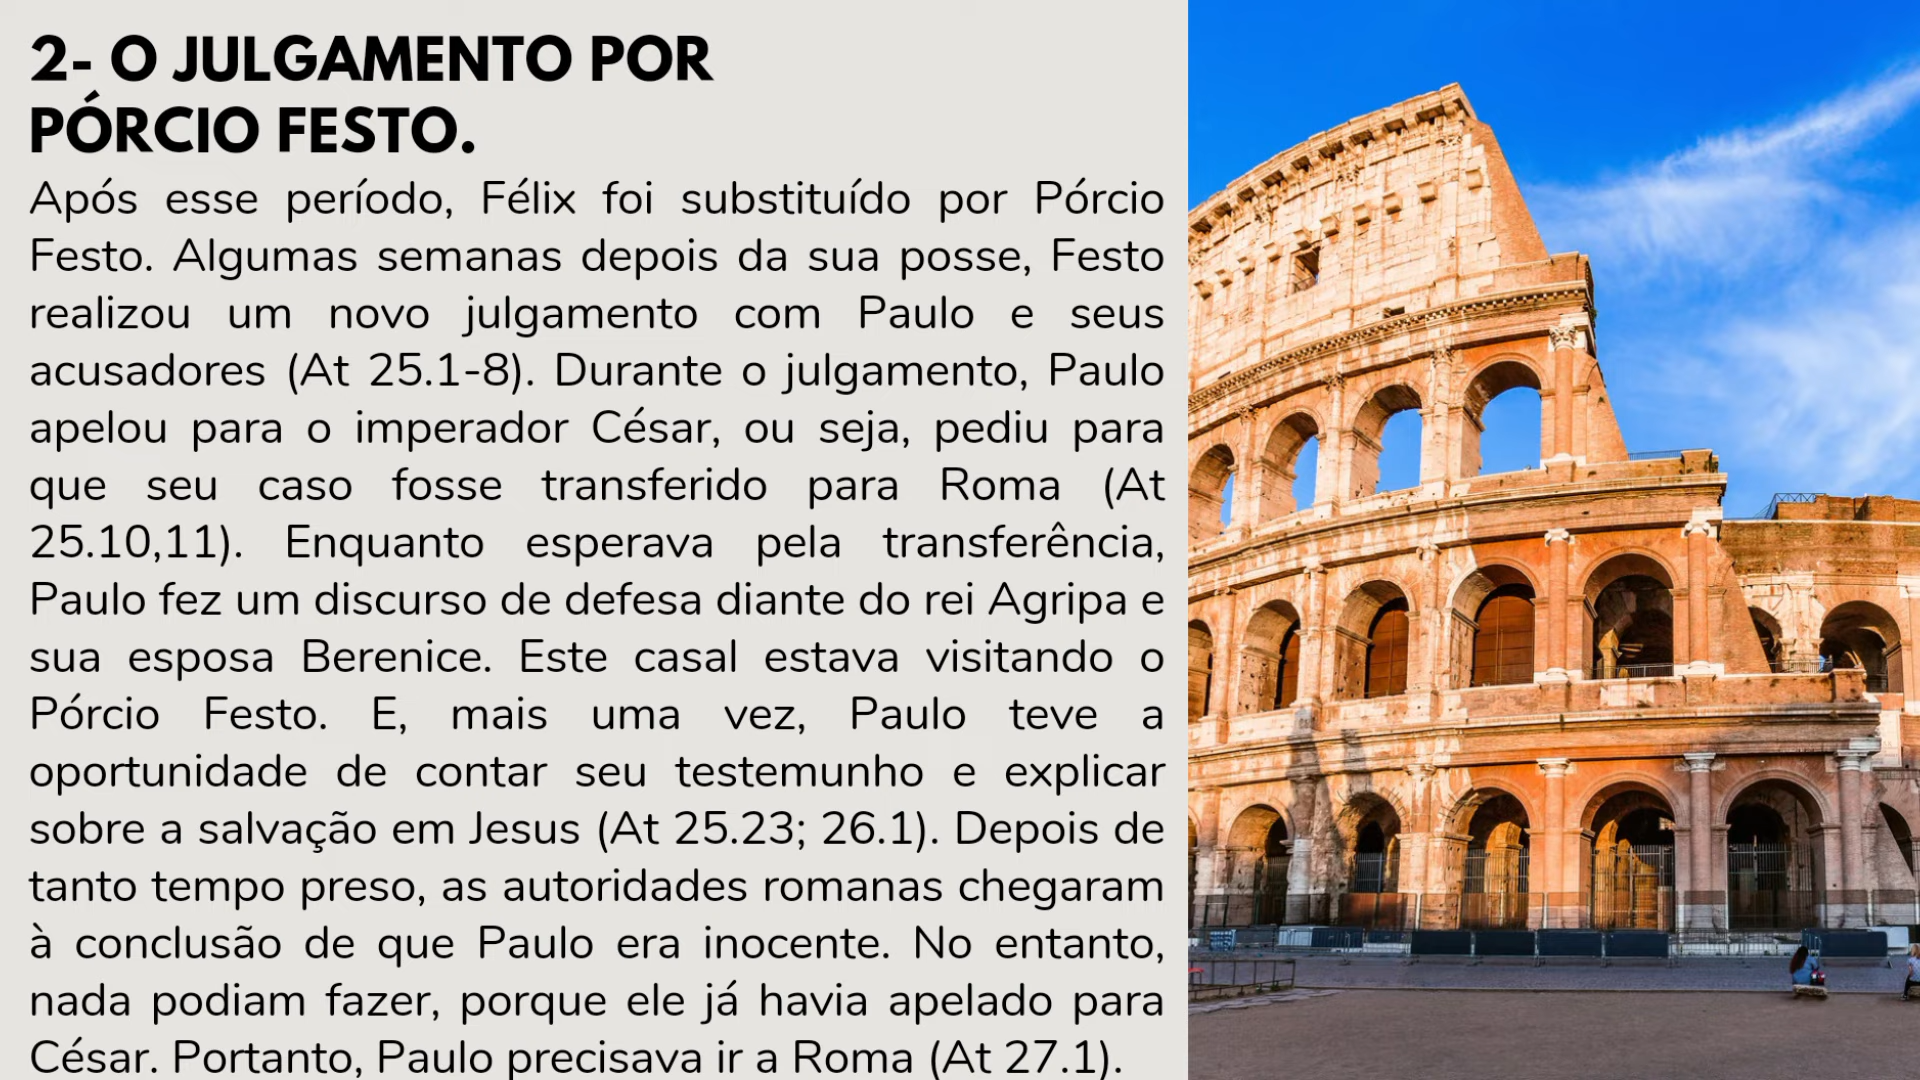 2- O JULGAMENTO POR
PÓRCIO FESTO.
Após esse período, Félix foi substituído por Pórcio
Festo. Algumas semanas depois da sua posse, Festo
realizou um novo julgamento com Paulo e seus
acusadores (At 25.1-8). Durante o julgamento, Paulo
apelou para o imperador César, ou seja, pediu para
que seu caso fosse transferido para Roma (At
25.10,11). Enquanto esperava pela transferência,
Paulo fez um discurso de defesa diante do rei Agripa e
sua esposa Berenice. Este casal estava visitando o
Pórcio Festo. E, mais uma vez, Paulo teve a
oportunidade de contar seu testemunho e explicar
sobre a salvação em Jesus (At 25.23; 26.1). Depois de
tanto tempo preso, as autoridades romanas chegaram
à conclusão de que Paulo era inocente. No entanto,
nada podiam fazer, porque ele já havia apelado para
César. Portanto, Paulo precisava ir a Roma (At 27.1).